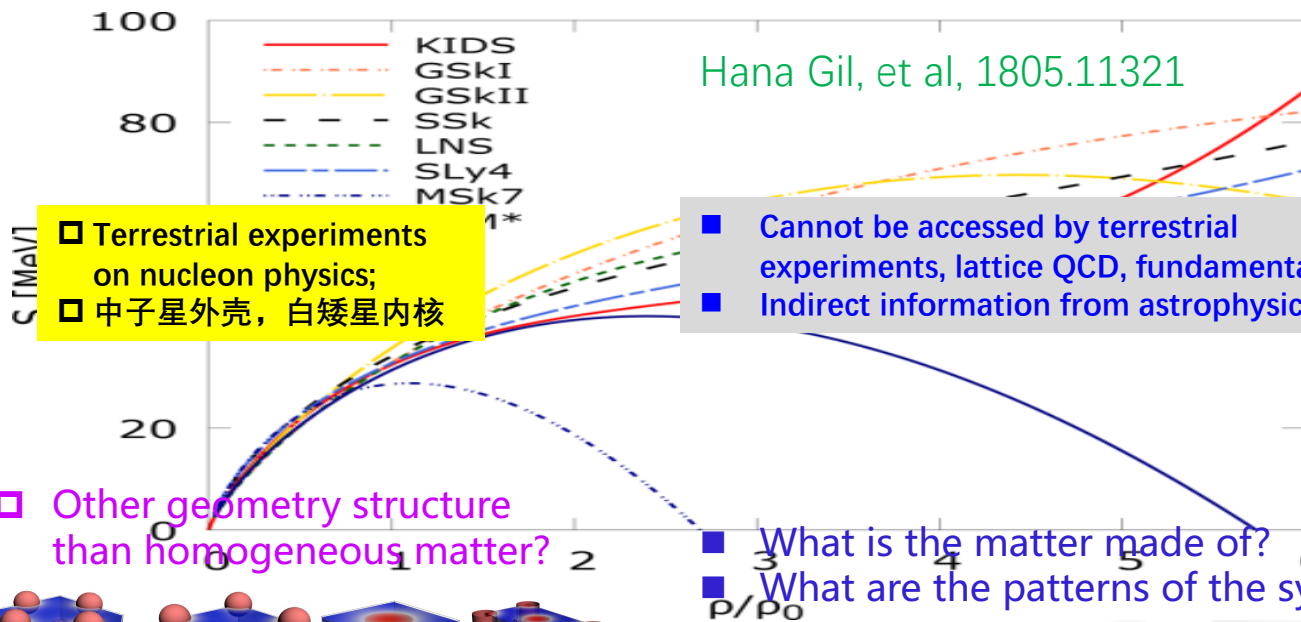 100
KIDS
GSkI
Hana Gil, et al, 1805.11321
GSkII
80
SSk
LNS
SLy4
MSk7
M*
S [MeV]
Terrestrial experiments
on nucleon physics;
中子星外壳，白矮星内核
Cannot be accessed by terrestrial
experiments, lattice QCD, fundamenta
Indirect information from astrophysic
20
Other geometry structure
than homogeneous matter?
0
0 1 2 3 4 5
What is the matter made of?
What are the patterns of the sy
ρ/ρ0